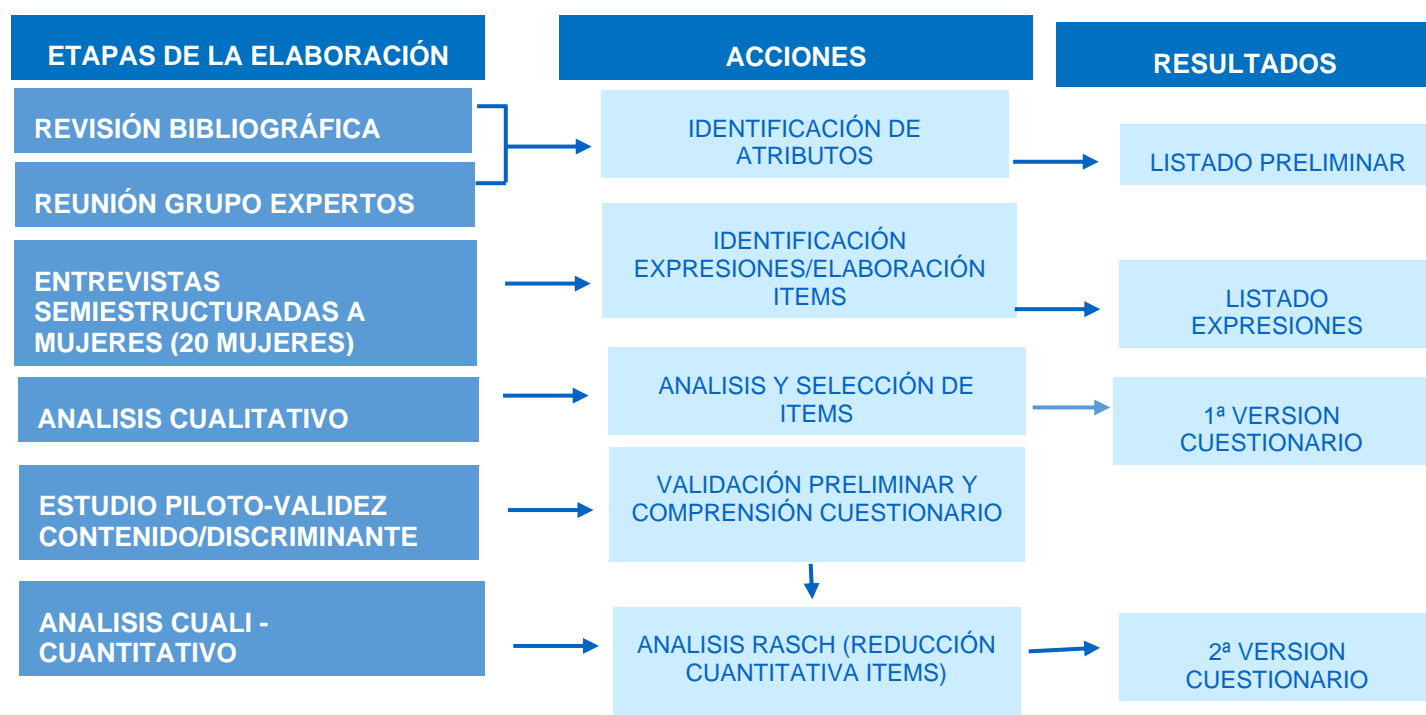 ETAPAS DE LA ELABORACIÓN
ACCIONES
RESULTADOS
REVISIÓN BIBLIOGRÁFICA
REUNIÓN GRUPO EXPERTOS
IDENTIFICACIÓN DE
ATRIBUTOS
LISTADO PRELIMINAR
ENTREVISTAS
SEMIESTRUCTURADAS A
MUJERES (20 MUJERES)
IDENTIFICACIÓN
EXPRESIONES/ELABORACIÓN
ITEMS
LISTADO
EXPRESIONES
ANALISIS CUALITATIVO
ANALISIS Y SELECCIÓN DE
ITEMS
1ª VERSION
CUESTIONARIO
ESTUDIO PILOTO-VALIDEZ
CONTENIDO/DISCRIMINANTE
VALIDACIÓN PRELIMINAR Y
COMPRENSIÓN CUESTIONARIO
ANALISIS CUALI -
CUANTITATIVO
ANALISIS RASCH (REDUCCIÓN
CUANTITATIVA ITEMS)
2ª VERSION
CUESTIONARIO